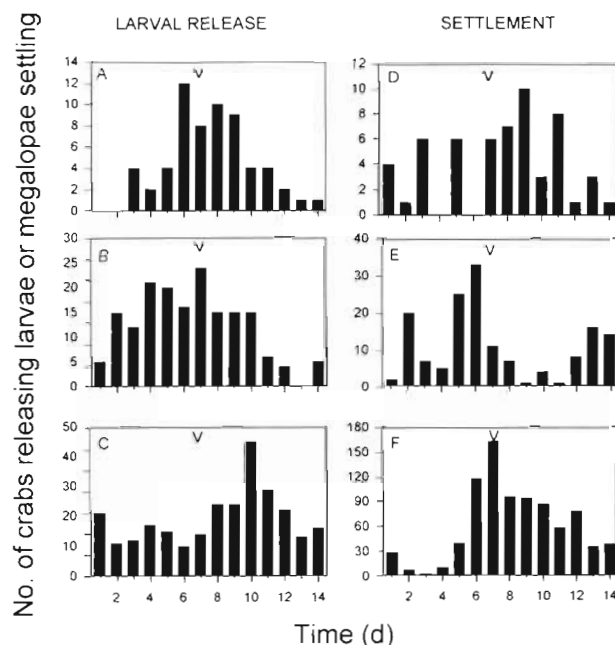 LARVAL RELEASE
SETTLEMENT
No. of crabs releasing larvae or megalopae settling
A
V
14
12
10
8
6
4
2
0
D
V
12
10
8
6
4
2
0
B
V
30
25
20
15
10
5
0
E
V
40
30
20
10
0
C
V
50
40
30
20
10
0
2 4 6 8 10 12 14
F
V
180
150
120
90
60
30
0
2 4 6 8 10 12 14
Time (d)